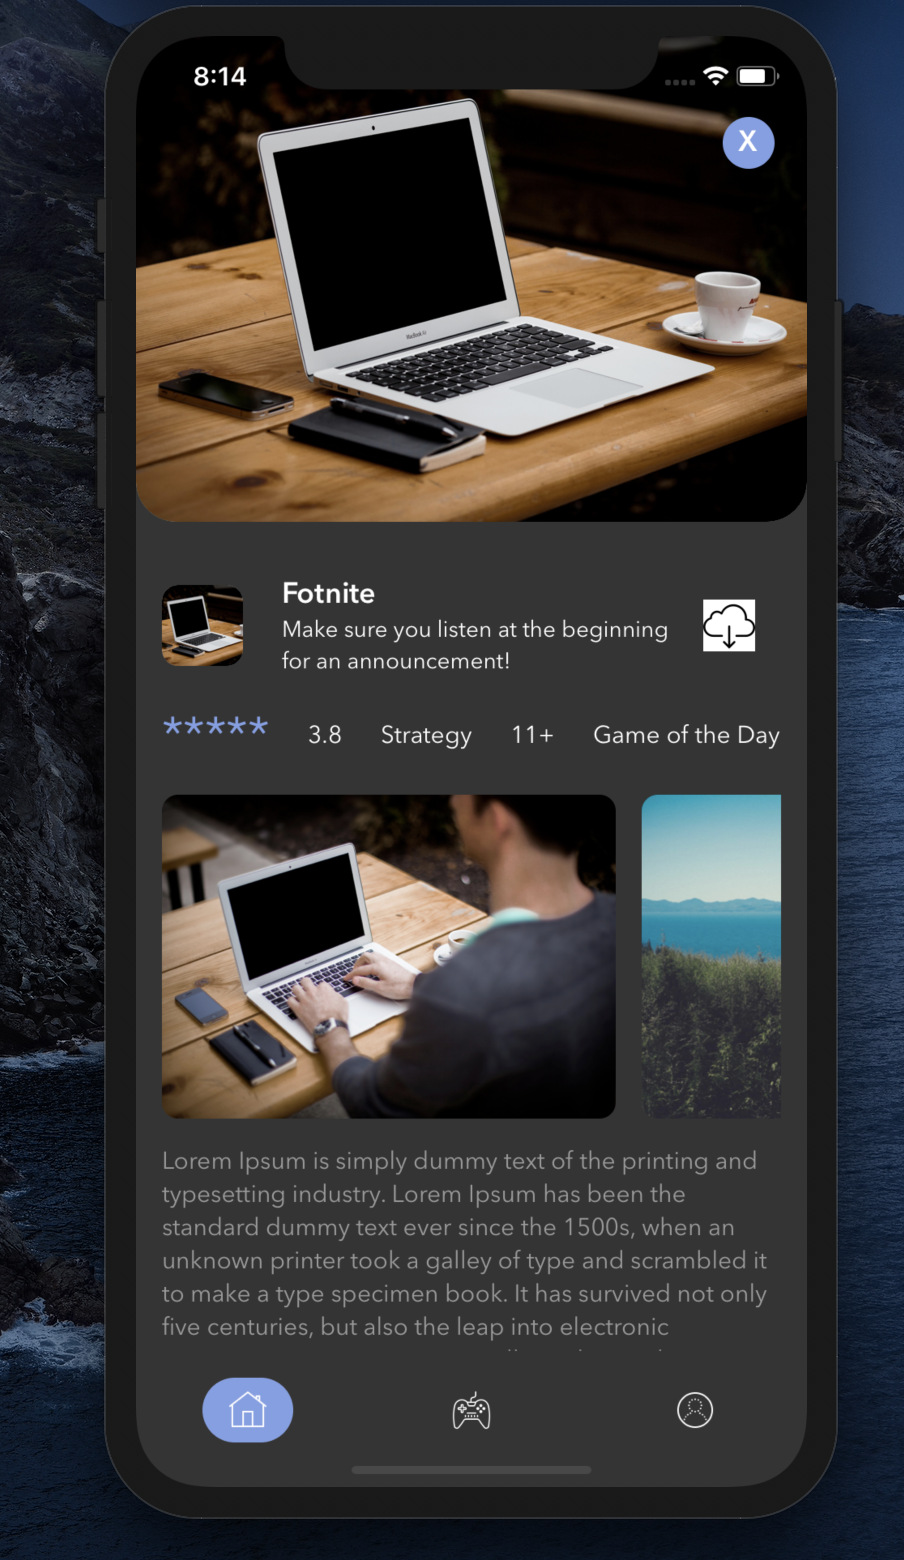 8:14
X
MacBook Air
Fotnite
Make sure you listen at the beginning
for an announcement!
***** 3.8 Strategy 11+ Game of the Day
Lorem Ipsum is simply dummy text of the printing and
typesetting industry. Lorem Ipsum has been the
standard dummy text ever since the 1500s, when an
unknown printer took a galley of type and scrambled it
to make a type specimen book. It has survived not only
five centuries, but also the leap into electronic